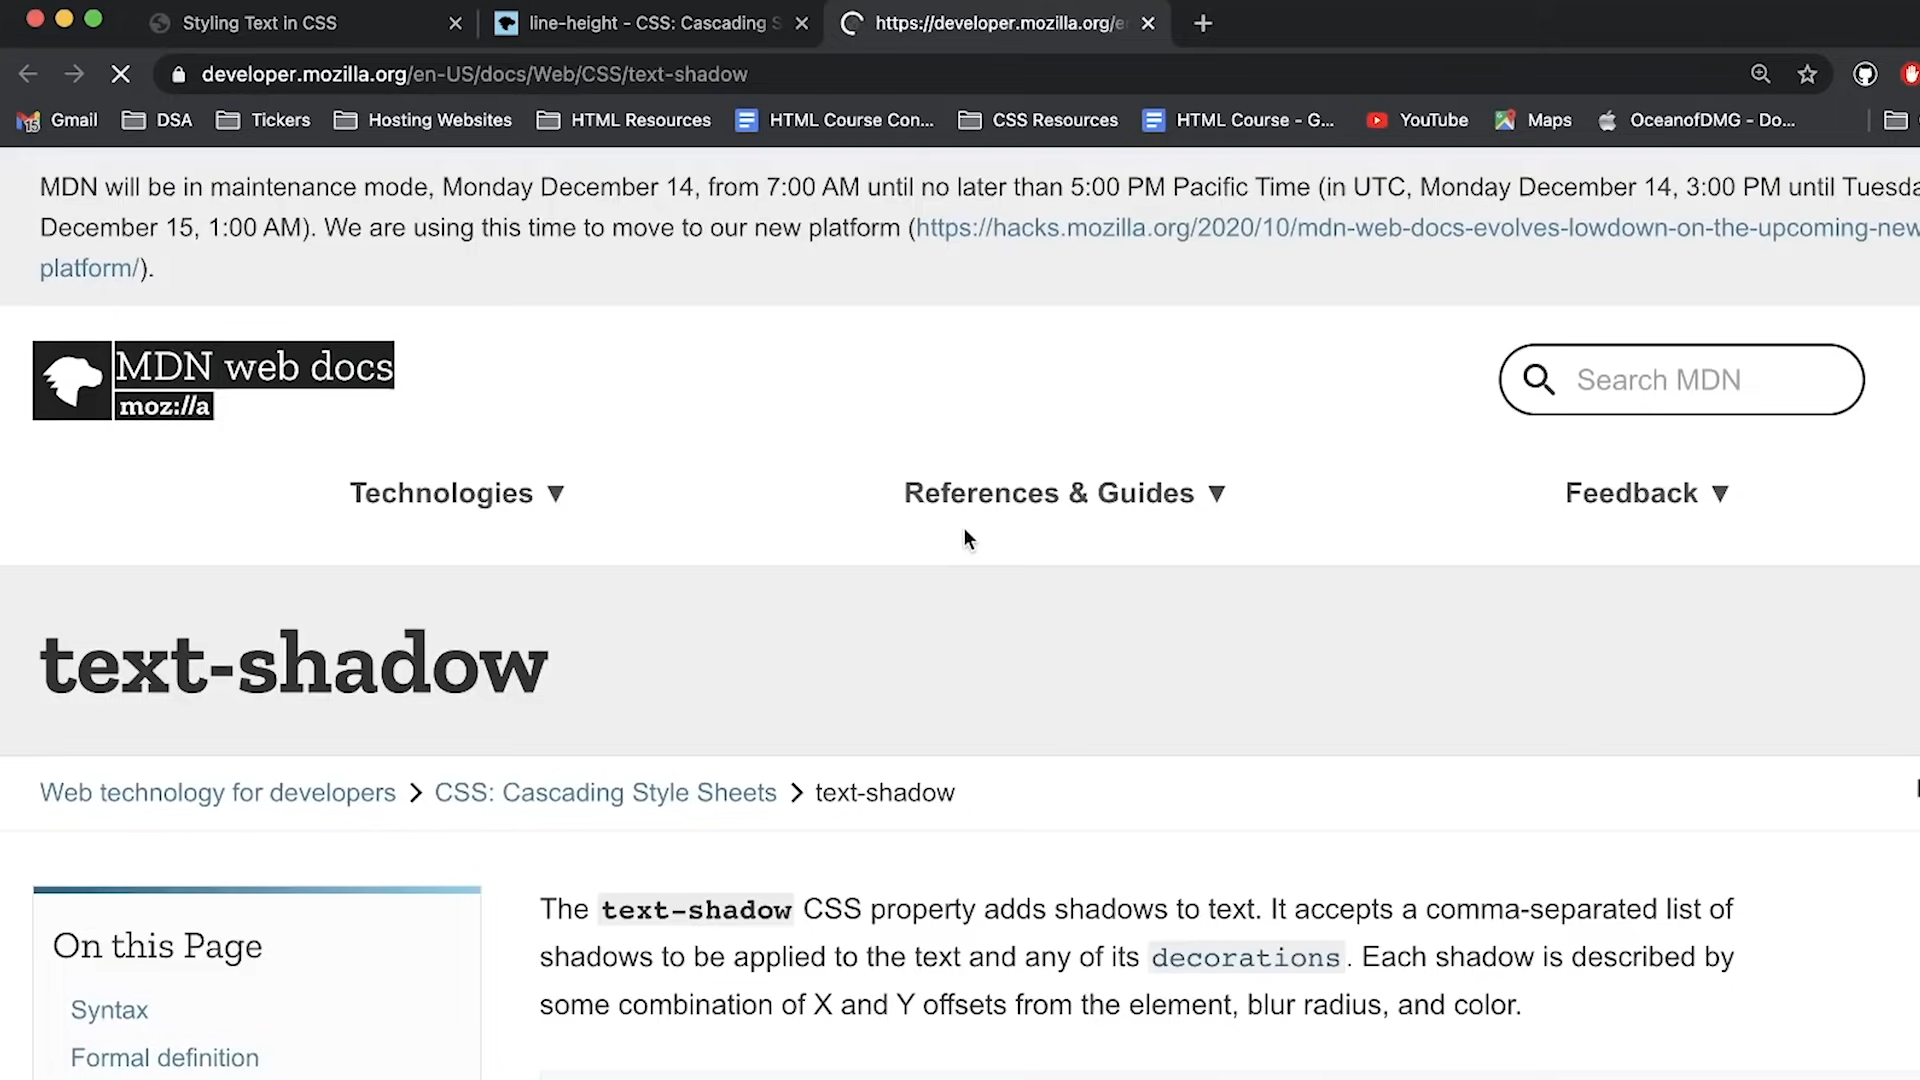 Styling Text in CSS
line-height - CSS: Cascading S
https://developer.mozilla.org/e
developer.mozilla.org/en-US/docs/Web/CSS/text-shadow
15 Gmail DSA Tickers Hosting Websites HTML Resources HTML Course Con... CSS Resources HTML Course - G... YouTube Maps OceanofDMG - Do...
MDN will be in maintenance mode, Monday December 14, from 7:00 AM until no later than 5:00 PM Pacific Time (in UTC, Monday December 14, 3:00 PM until Tuesda
December 15, 1:00 AM). We are using this time to move to our new platform (https://hacks.mozilla.org/2020/10/mdn-web-docs-evolves-lowdown-on-the-upcoming-new
platform/).
MDN web docs
moz://a
Search MDN
Technologies ▼ References & Guides ▼ Feedback ▼
text-shadow
Web technology for developers > CSS: Cascading Style Sheets > text-shadow
On this Page
Syntax
Formal definition
The text-shadow CSS property adds shadows to text. It accepts a comma-separated list of
shadows to be applied to the text and any of its decorations. Each shadow is described by
some combination of X and Y offsets from the element, blur radius, and color.